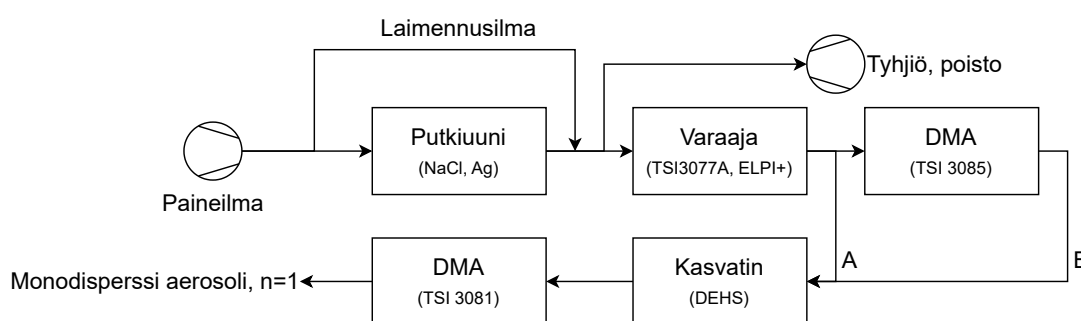 Laimennusilma
Tyhjiö, poisto
Putkiuuni
(NaCl, Ag)
Varaaja
(TSI3077A, ELPI+)
DMA
(TSI 3085)
Paineilma
A
Monodisperssi aerosoli, n=1
DMA
(TSI 3081)
Kasvatin
(DEHS)